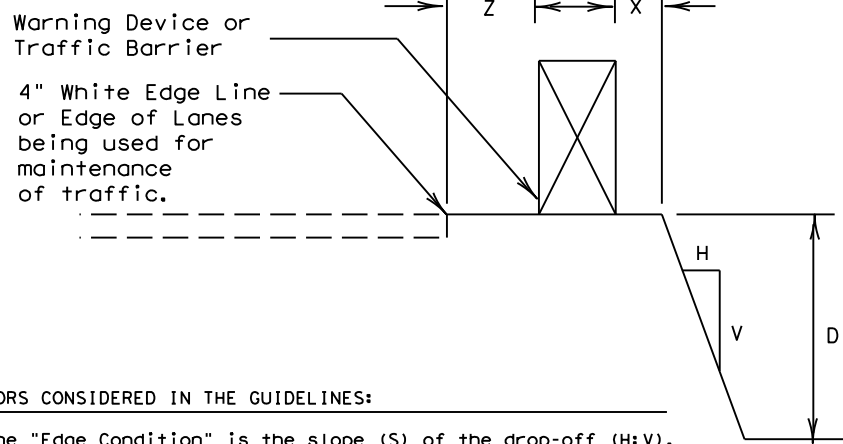 Z
X
Warning Device or
Traffic Barrier
4" White Edge Line
or Edge of Lanes
being used for
maintenance
of traffic.
H
V
D
ORS CONSIDERED IN THE GUIDELINES:
"Edge Condition" is the slope (S) of the drop-off (H:V).